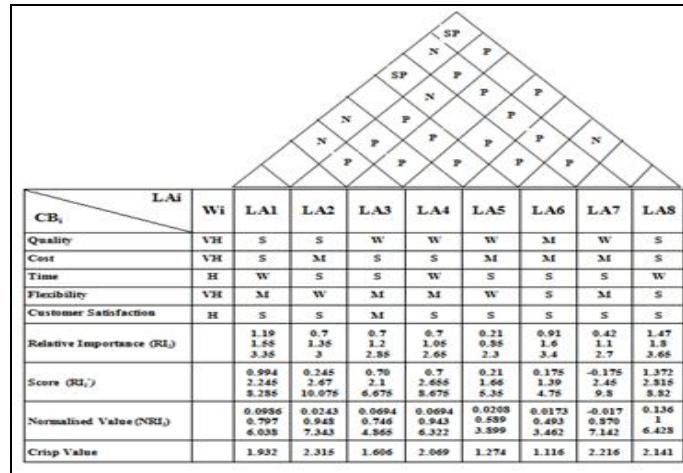 SP
N P
SP P P
N P P
N P P P N
N P P P P
P P P P P
LAi
CBi Wi LA1 LA2 LA3 LA4 LA5 LA6 LA7 LA8
Quality VH S S W W W M W S
Cost VH S M S S M M M S
Time H W S S W S S S W
Flexibility VH M W M M W S M S
Customer Satisfaction H S S M S S S S S
1.19 0.7 0.7 0.7 0.21 0.91 0.42 1.47
Relative Importance (RIi) 1.55 1.35 1.2 1.05 0.85 1.6 1.1 1.8
3.35 3 2.85 2.65 2.3 3.4 2.7 3.65
0.994 0.245 0.70 0.7 0.21 0.175 -0.175 1.372
Score (RIi) 2.245 2.67 2.1 2.655 1.66 1.39 2.45 2.815
8.285 10.075 6.675 8.675 5.35 4.75 9.8 8.82
0.0986 0.0243 0.0694 0.0694 0.0208 0.0173 -0.017 0.136
Normalised Value (NRIi) 0.797 0.948 0.746 0.943 0.589 0.493 0.870 1
6.038 7.343 4.865 6.322 3.899 3.462 7.142 6.428
Crisp Value 1.932 2.315 1.606 2.069 1.274 1.116 2.216 2.141